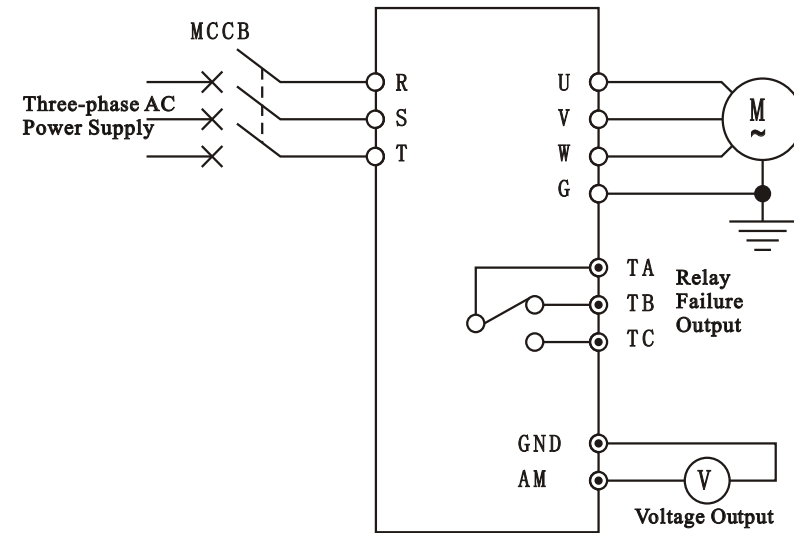 MCCB
Three-phase AC
Power Supply
R
S
T
U
V
W
G
M
~
TA
TB
TC
Relay
Failure
Output
GND
AM
V
Voltage Output